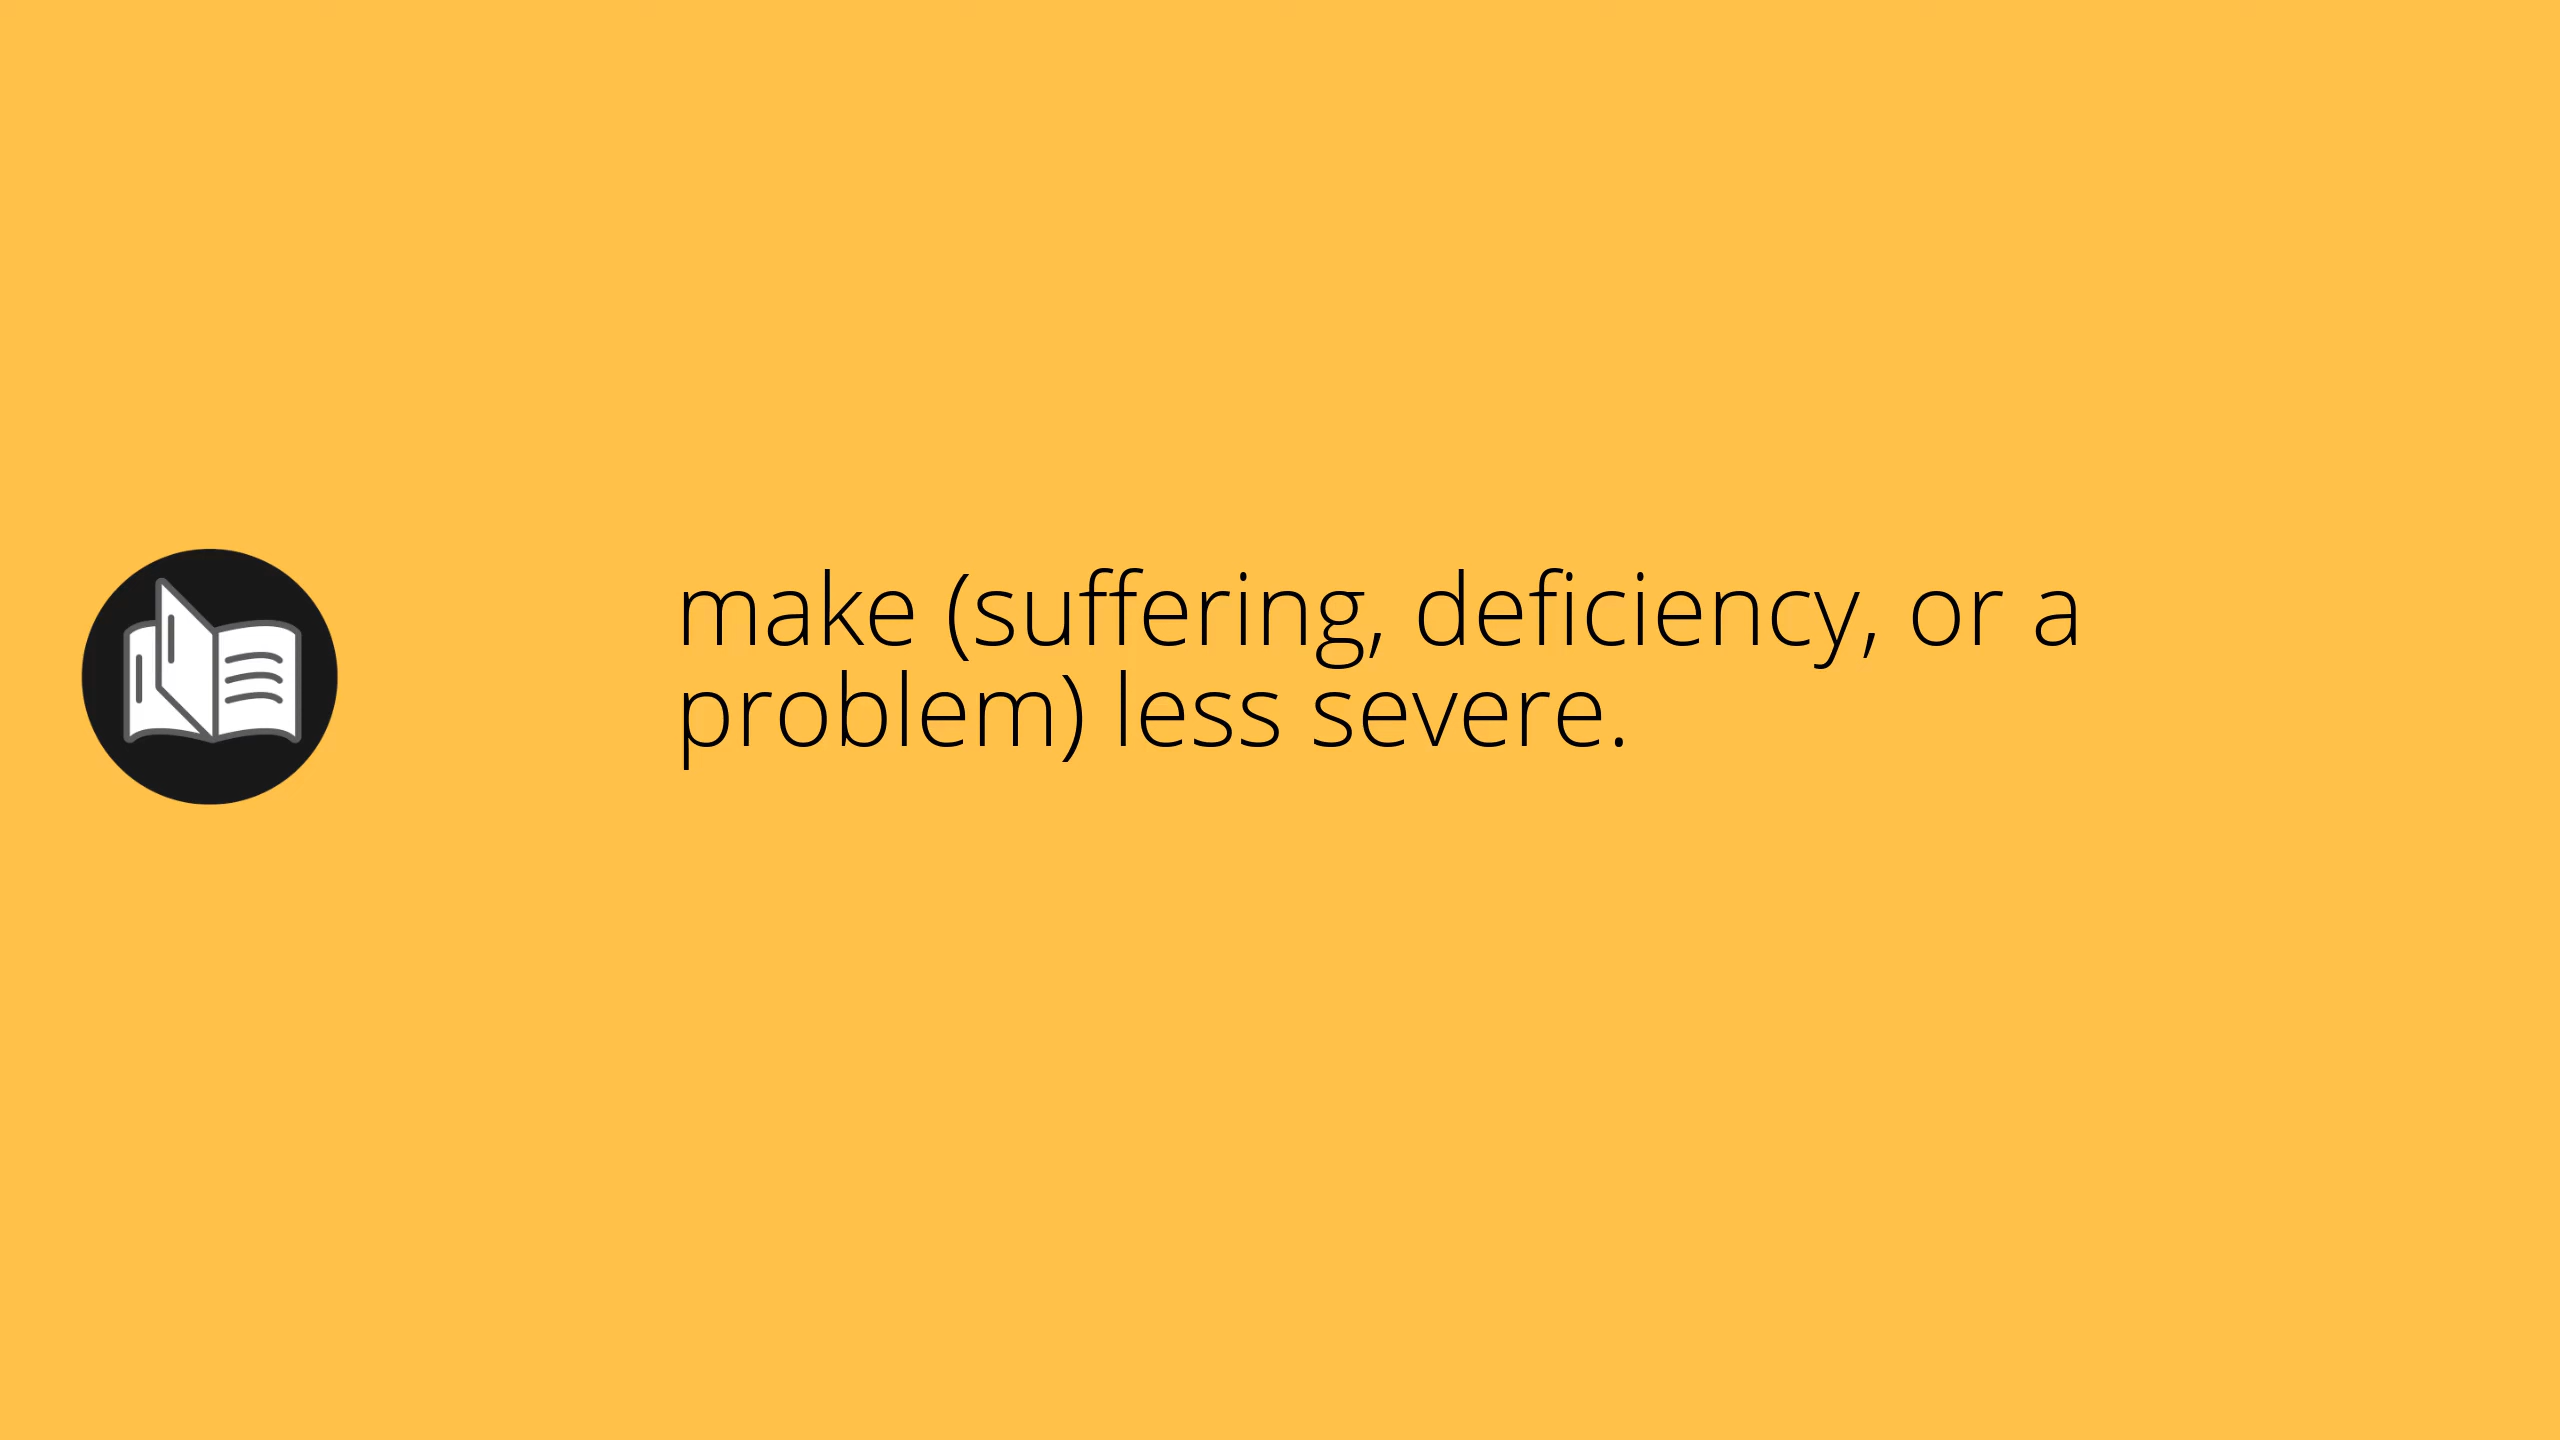 make (suffering, deficiency, or a
problem) less severe.